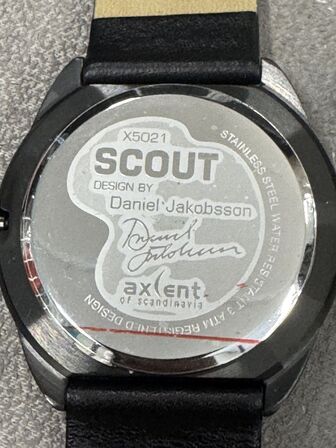 X5021
SCOUT
DESIGN BY
Daniel Jakobsson
axcent
of scandinavia
STAINLESS STEEL WATER RESISTANT 3 ATM REGISTERED DESIGN